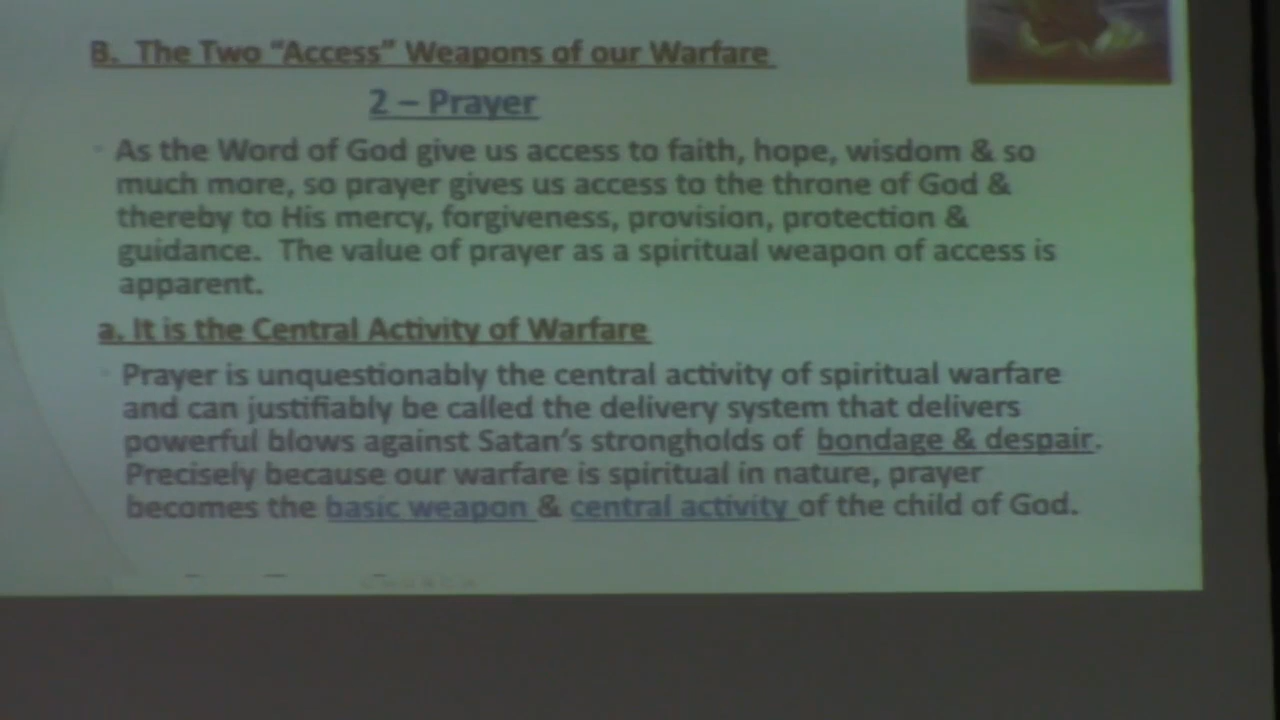 B. The Two “Access” Weapons of our Warfare
2 – Prayer
As the Word of God give us access to faith, hope, wisdom & so
much more, so prayer gives us access to the throne of God &
thereby to His mercy, forgiveness, provision, protection &
guidance. The value of prayer as a spiritual weapon of access is
apparent.
a. It is the Central Activity of Warfare
Prayer is unquestionably the central activity of spiritual warfare
and can justifiably be called the delivery system that delivers
powerful blows against Satan’s strongholds of bondage & despair.
Precisely because our warfare is spiritual in nature, prayer
becomes the basic weapon & central activity of the child of God.